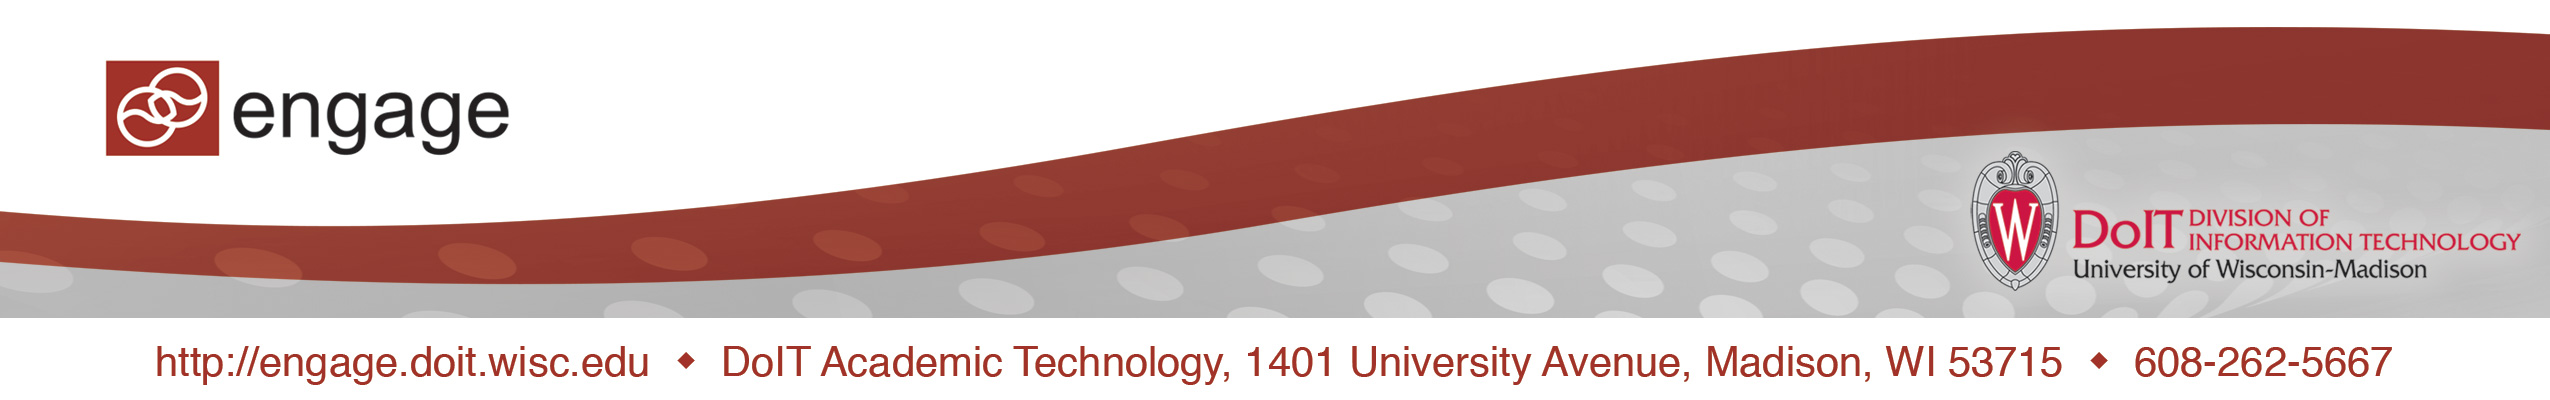 engage
W
DoIT DIVISION OF
INFORMATION TECHNOLOGY
University of Wisconsin-Madison
http://engage.doit.wisc.edu ◆ DoIT Academic Technology, 1401 University Avenue, Madison, WI 53715 ◆ 608-262-5667